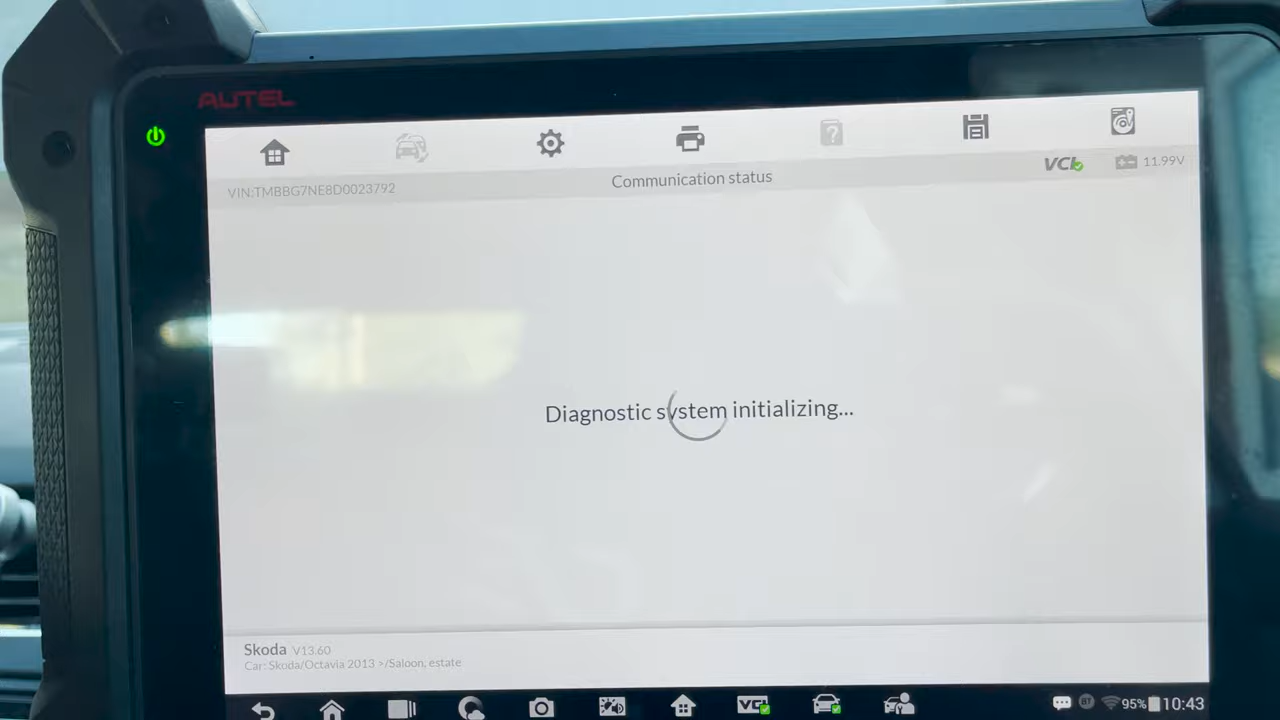 AUTEL
VCI 11.99V
VIN:TMBBG7NE8D0023792
Communication status
Diagnostic system initializing...
Skoda V13.60
Car: Skoda/Octavia 2013 >/Saloon, estate
VCI
95% 10:43